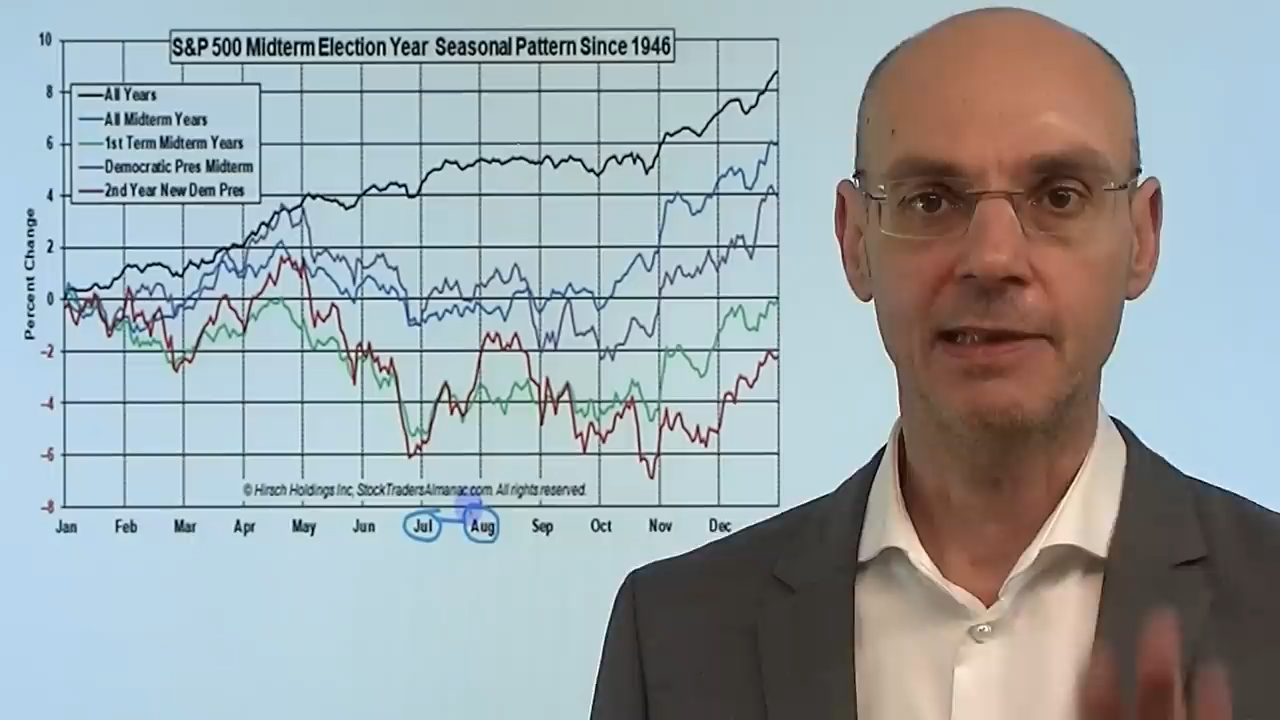 S&P 500 Midterm Election Year Seasonal Pattern Since 1946
10
8
6
4
2
0
-2
-4
-6
-8
Percent Change
All Years
All Midterm Years
1st Term Midterm Years
Democratic Pres Midterm
2nd Year New Dem Pres
© Hirsch Holdings Inc, StockTradersAlmanac.com. All rights reserved.
Jan Feb Mar Apr May Jun Jul Aug Sep Oct Nov Dec